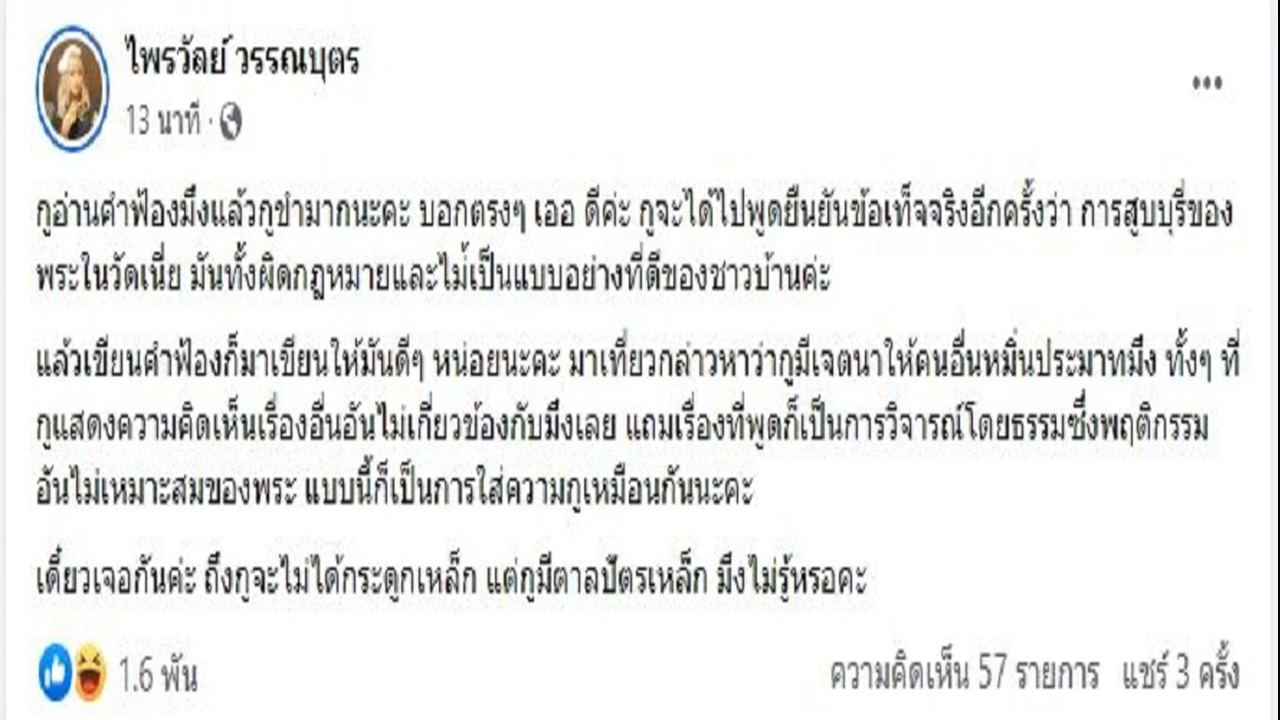 ไพรวัลย์ วรรณบุตร
13 นาที ·
กูอ่านคำฟ้องมึงแล้วกูขำมากนะคะ บอกตรงๆ เออ ดีค่ะ กูจะได้ไปพูดยืนยันข้อเท็จจริงอีกครั้งว่า การสูบบุรี่ของ
พระในวัดเนี่ย มันทั้งผิดกฎหมายและไม่เป็นแบบอย่างที่ดีของชาวบ้านค่ะ
แล้วเขียนคำฟ้องก็มาเขียนให้มันดีๆ หน่อยนะคะ มาเที่ยวกล่าวหาว่ากูมีเจตนาให้คนอื่นหมิ่นประมาทมึง ทั้งๆ ที่
กูแสดงความคิดเห็นเรื่องอื่นอันไม่เกี่ยวข้องกับมึงเลย แถมเรื่องที่พูดก็เป็นการวิจารณ์โดยธรรมซึ่งพฤติกรรม
อันไม่เหมาะสมของพระ แบบนี้ก็เป็นการใส่ความกูเหมือนกันนะคะ
เดี๋ยวเจอกันค่ะ ถึงกูจะไม่ได้กระดูกเหล็ก แต่กูมีตาลปัตรเหล็ก มึงไม่รู้หรอคะ
1.6 พัน
ความคิดเห็น 57 รายการ แชร์ 3 ครั้ง